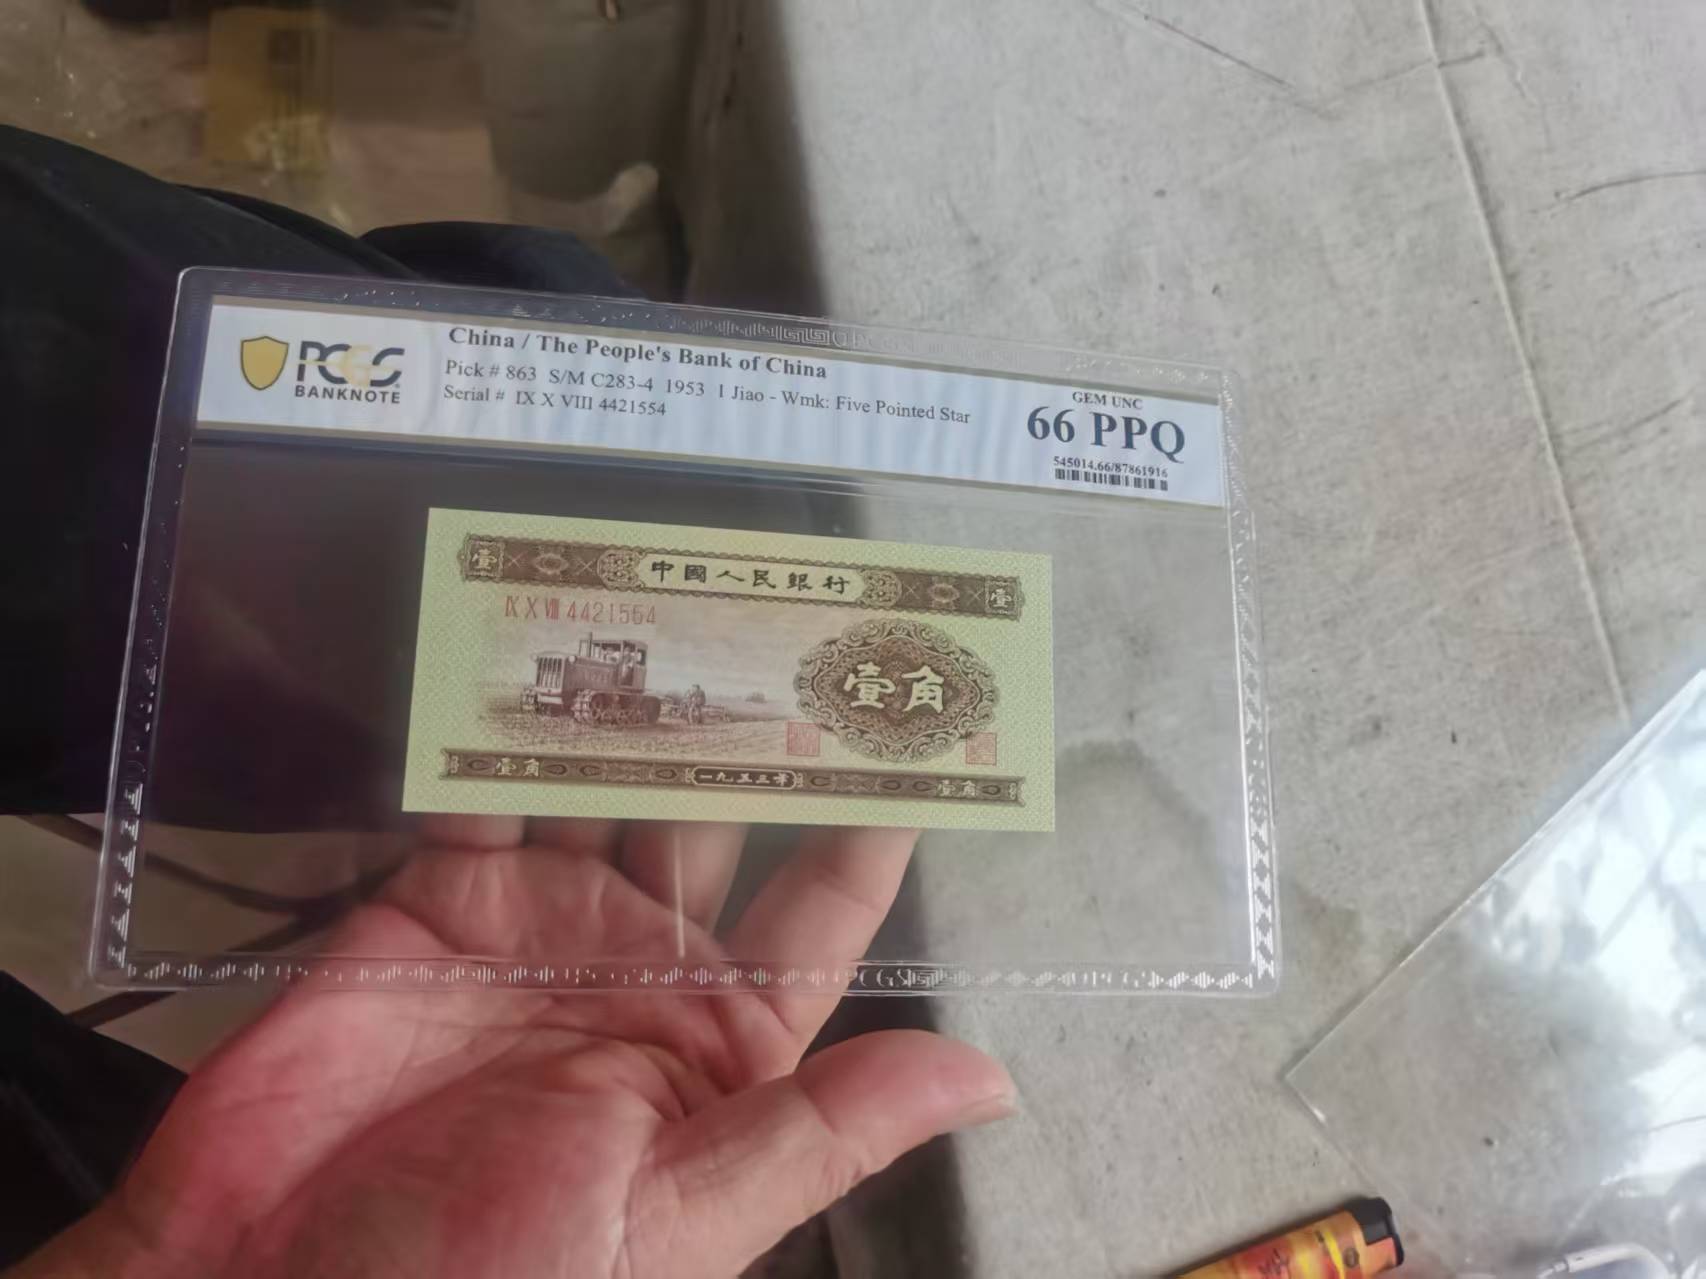 PCGS
BANKNOTE
China / The People's Bank of China
Pick # 863 S/M C283-4 1953 1 Jiao - Wmk: Five Pointed Star
Serial # IX X VIII 4421554
GEM UNC
66 PPQ
545014.66/87861916
壹 中國人民銀行 壹
IX X VIII 4421554
壹角
壹角 一九五三年 壹角